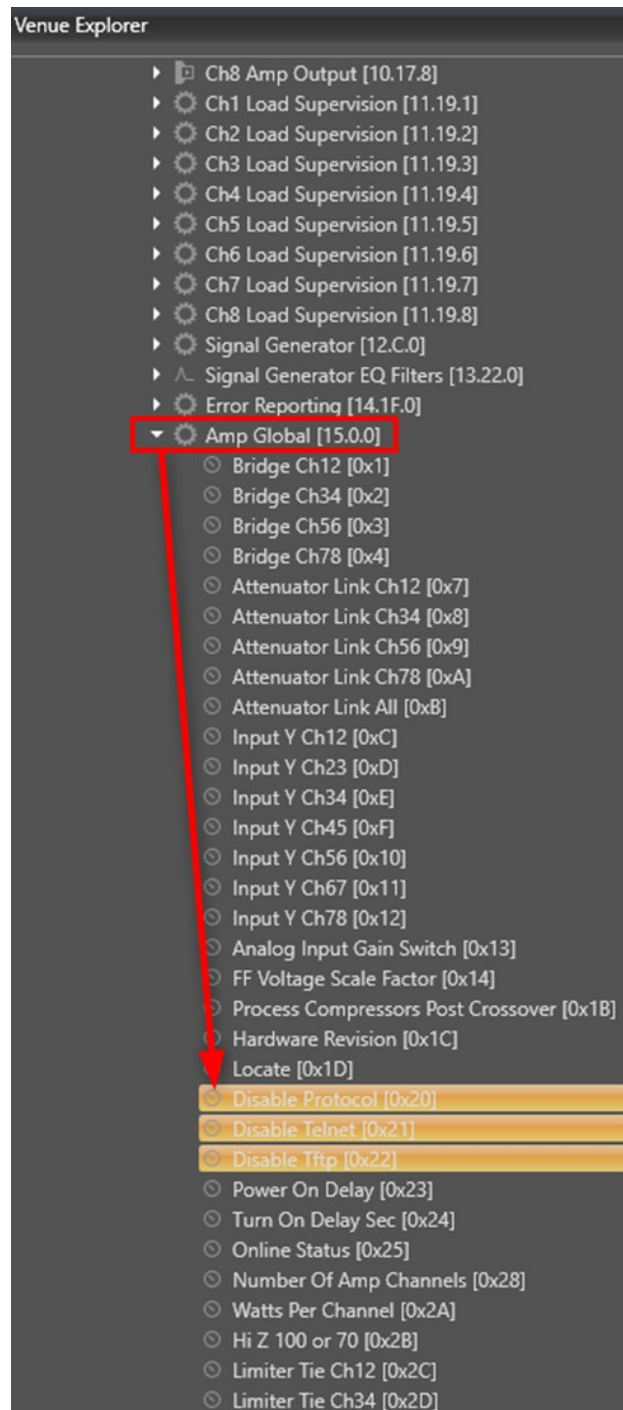 Venue Explorer
Ch8 Amp Output [10.17.8]
Ch1 Load Supervision [11.19.1]
Ch2 Load Supervision [11.19.2]
Ch3 Load Supervision [11.19.3]
Ch4 Load Supervision [11.19.4]
Ch5 Load Supervision [11.19.5]
Ch6 Load Supervision [11.19.6]
Ch7 Load Supervision [11.19.7]
Ch8 Load Supervision [11.19.8]
Signal Generator [12.C.0]
Signal Generator EQ Filters [13.22.0]
Error Reporting [14.1F.0]
Amp Global [15.0.0]
Bridge Ch12 [0x1]
Bridge Ch34 [0x2]
Bridge Ch56 [0x3]
Bridge Ch78 [0x4]
Attenuator Link Ch12 [0x7]
Attenuator Link Ch34 [0x8]
Attenuator Link Ch56 [0x9]
Attenuator Link Ch78 [0xA]
Attenuator Link All [0xB]
Input Y Ch12 [0xC]
Input Y Ch23 [0xD]
Input Y Ch34 [0xE]
Input Y Ch45 [0xF]
Input Y Ch56 [0x10]
Input Y Ch67 [0x11]
Input Y Ch78 [0x12]
Analog Input Gain Switch [0x13]
FF Voltage Scale Factor [0x14]
Process Compressors Post Crossover [0x1B]
Hardware Revision [0x1C]
Locate [0x1D]
Disable Protocol [0x20]
Disable Telnet [0x21]
Disable Tftp [0x22]
Power On Delay [0x23]
Turn On Delay Sec [0x24]
Online Status [0x25]
Number Of Amp Channels [0x28]
Watts Per Channel [0x2A]
Hi Z 100 or 70 [0x2B]
Limiter Tie Ch12 [0x2C]
Limiter Tie Ch34 [0x2D]